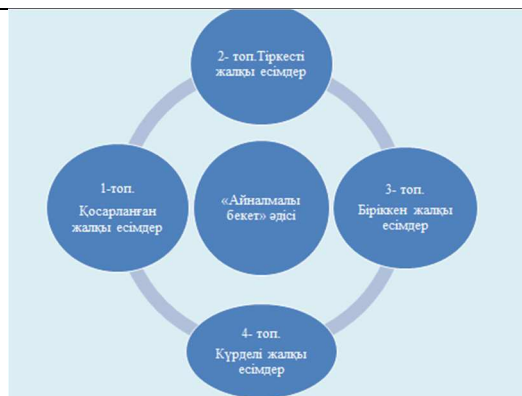 2- топ.Тіркесті
жалқы есімдер
1-топ.
Қосарланған
жалқы есімдер
«Айналмалы
бекет» әдісі
3- топ.
Біріккен жалқы
есімдер
4- топ.
Күрделі жалқы
есімдер